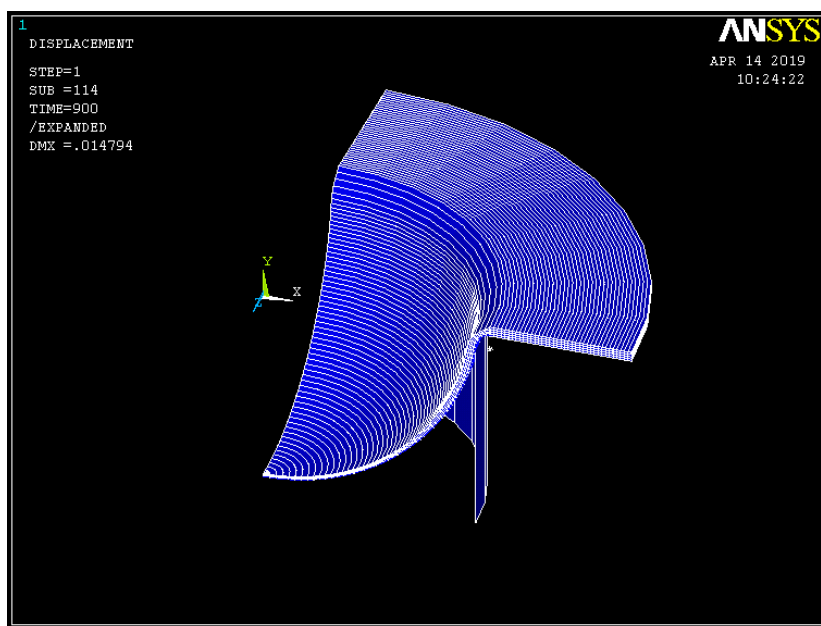 1
DISPLACEMENT
STEP=1
SUB =114
TIME=900
/EXPANDED
DMX =.014794
ANSYS
APR 14 2019
10:24:22
Y
X
Z